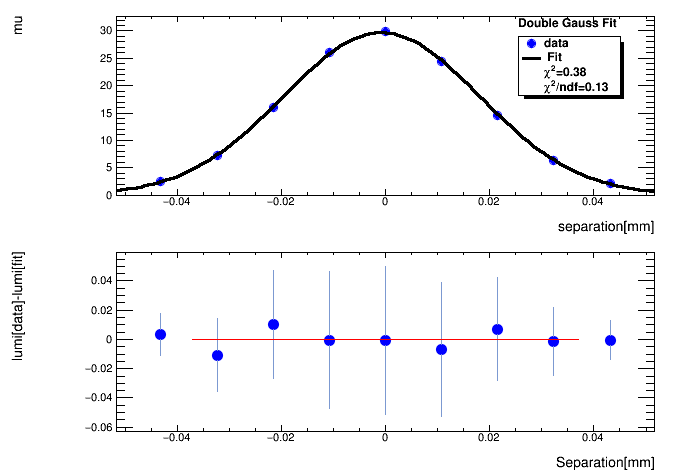 mu
Double Gauss Fit
data
Fit
χ²=0.38
χ²/ndf=0.13
30
25
20
15
10
5
0
−0.04 −0.02 0 0.02 0.04
separation[mm]
lumi[data]-lumi[fit]
0.04
0.02
0
−0.02
−0.04
−0.06
−0.04 −0.02 0 0.02 0.04
Separation[mm]